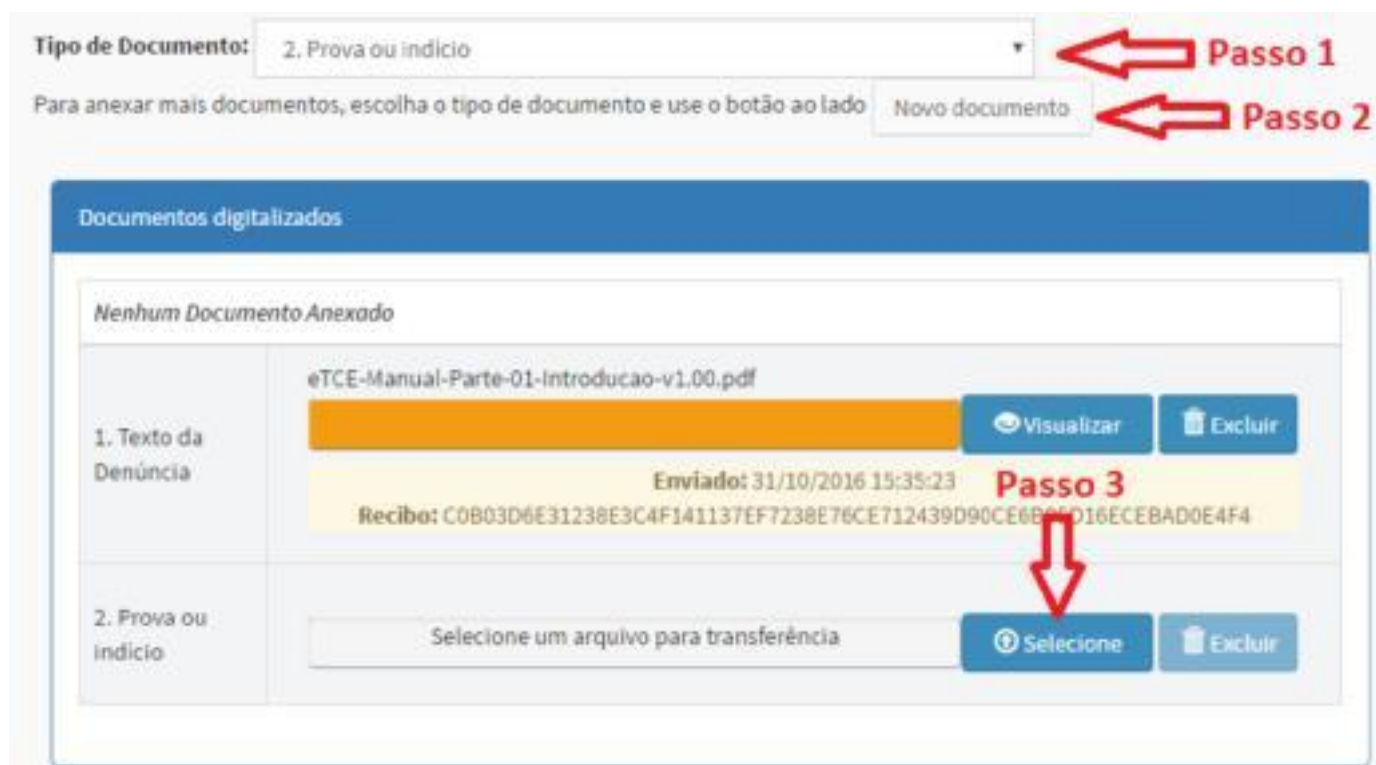 Tipo de Documento: 2. Prova ou indício Passo 1
Para anexar mais documentos, escolha o tipo de documento e use o botão ao lado Novo documento Passo 2
Documentos digitalizados
Nenhum Documento Anexado
eTCE-Manual-Parte-01-Introducao-v1.00.pdf
1. Texto da
Denúncia
Visualizar Excluir
Enviado: 31/10/2016 15:35:23
Passo 3
Recibo:
2. Prova ou
indício
Selecione um arquivo para transferência Selecione Excluir